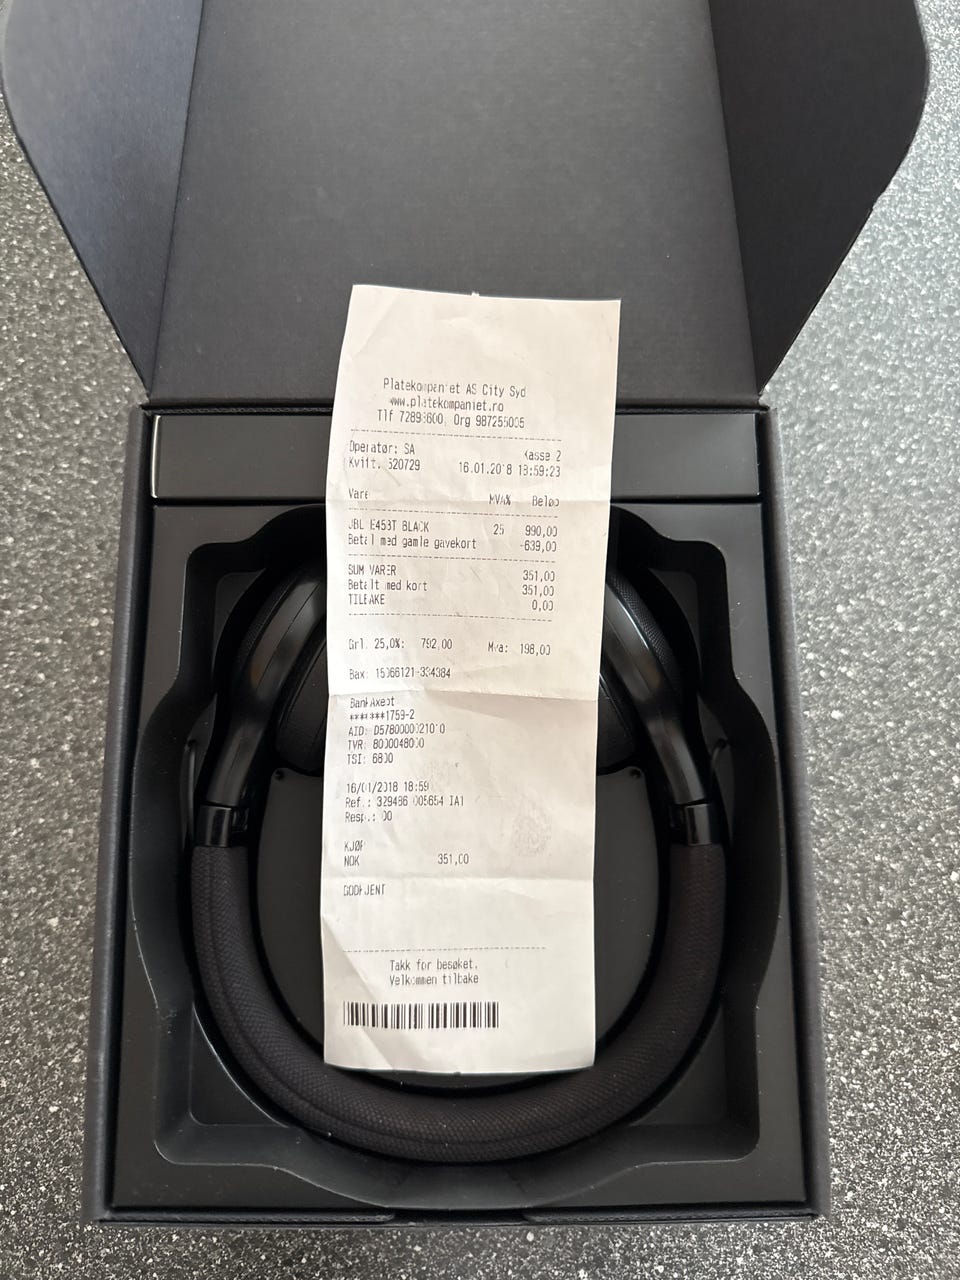 Platekompaniet AS City Syd
www.platekompaniet.no
Tlf 72893600, Org 987255005
Operatør: SA Kasse 2
Kvitt. 520729 16.01.2018 18:59:23
Vare MVA% Beløp
JBL E45BT BLACK 25 990,00
Betal med gamle gavekort -639,00
SUM VARER 351,00
Betalt med kort 351,00
TILBAKE 0,00
Grl. 25,0%: 792,00 Mva: 198,00
Bax: 15066121-334384
BankAxept
*******1759-2
AID: D5780000021010
TVR: 8000048000
TSI: 6800
16/01/2018 18:59
Ref.: 329486 005654 IA1
Resp.: 00
KJØP
NOK 351,00
GODKJENT
Takk for besøket.
Velkommen tilbake